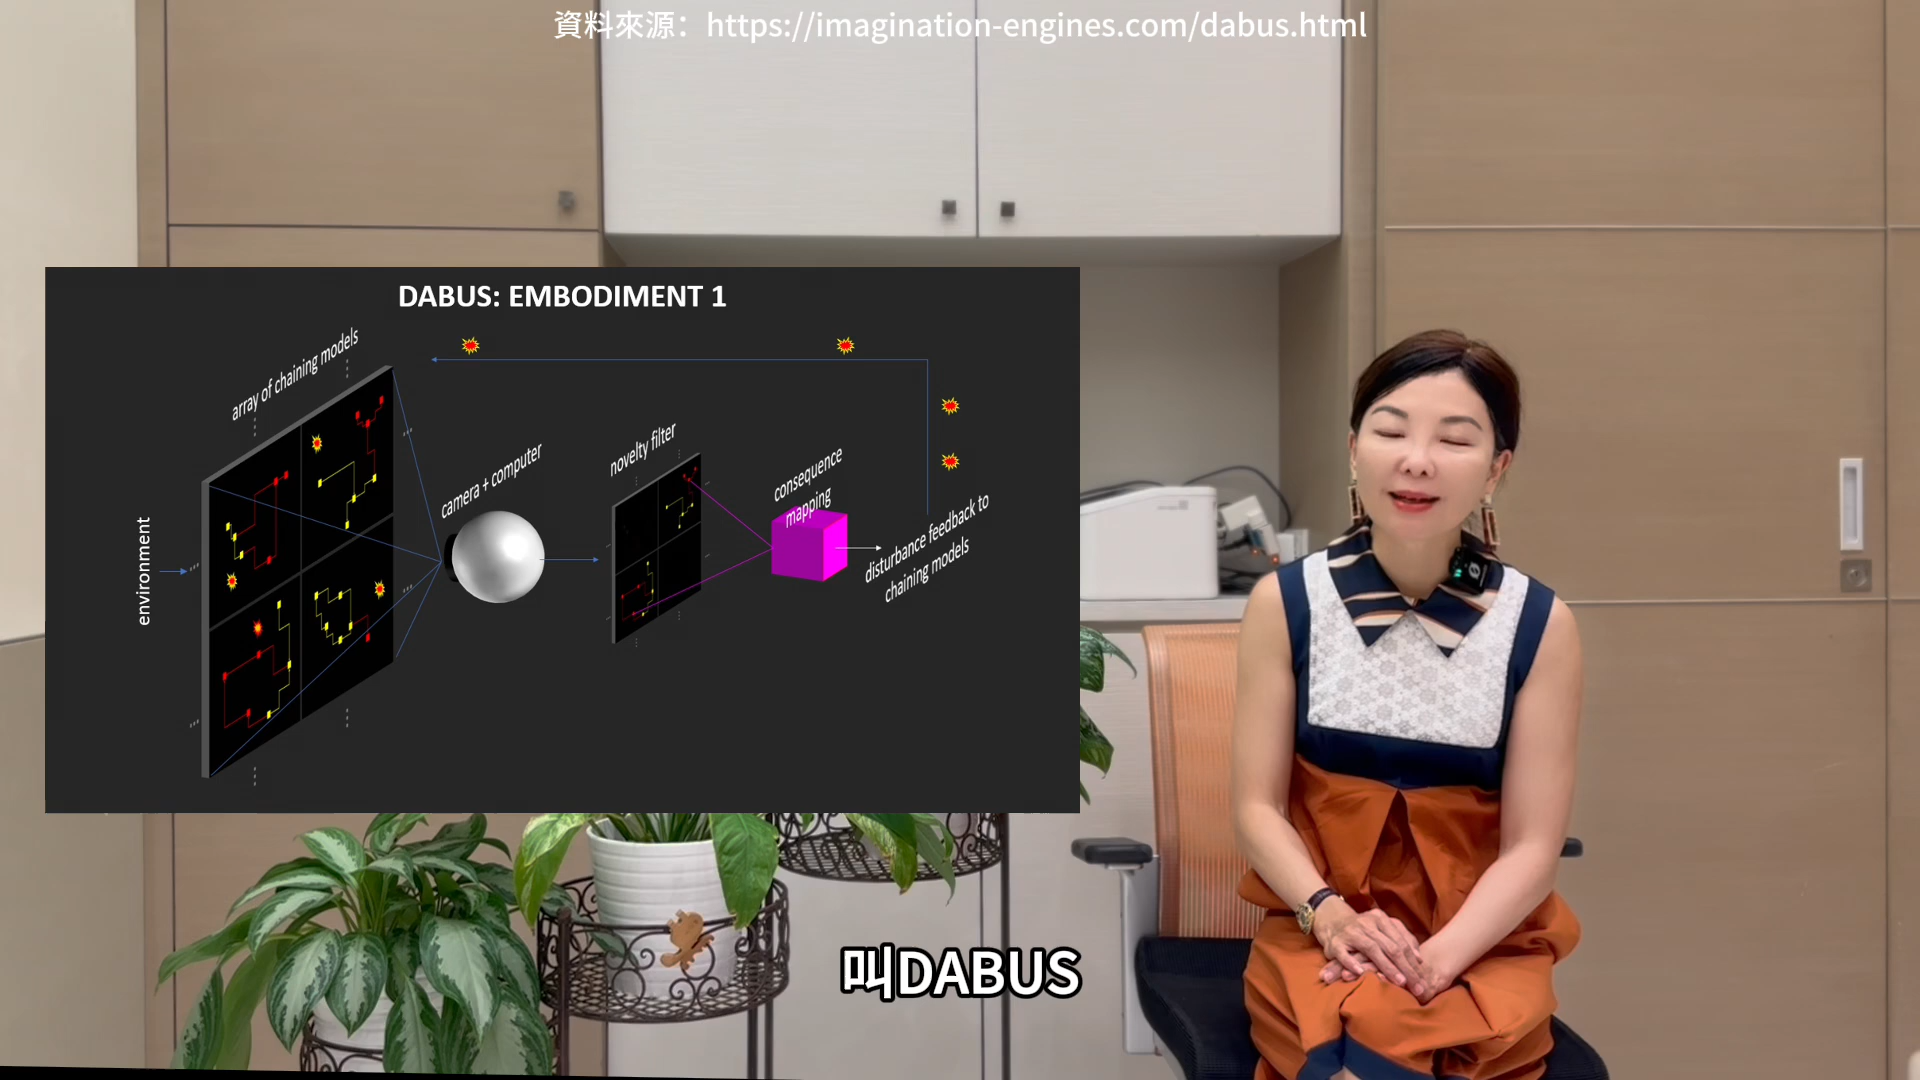 資料來源：https://imagination-engines.com/dabus.html
DABUS: EMBODIMENT 1
array of chaining models
camera + computer
novelty filter
consequence
mapping
environment
disturbance feedback to
chaining models
叫DABUS